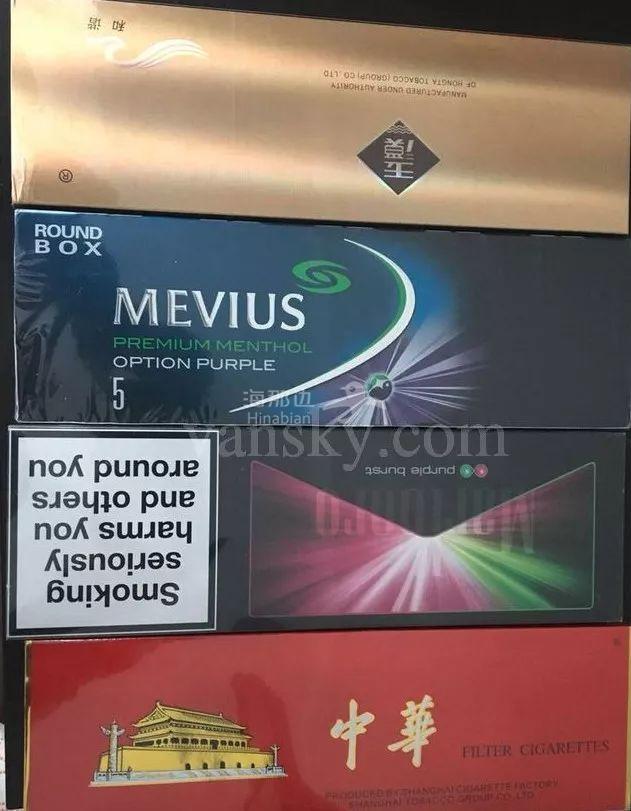 和谐
MANUFACTURED UNDER AUTHORITY
OF HONGTA TOBACCO (GROUP) CO., LTD
玉溪
®
ROUND
BOX
MEVIUS
PREMIUM MENTHOL
OPTION PURPLE
5
海那边
Hinabian
vansky.com
Smoking
seriously
harms you
and others
around you
purple burst
Marlboro
中華
FILTER CIGARETTES
PRODUCED BY SHANGHAI CIGARETTE FACTORY
SHANGHAI TOBACCO GROUP CO., LTD.